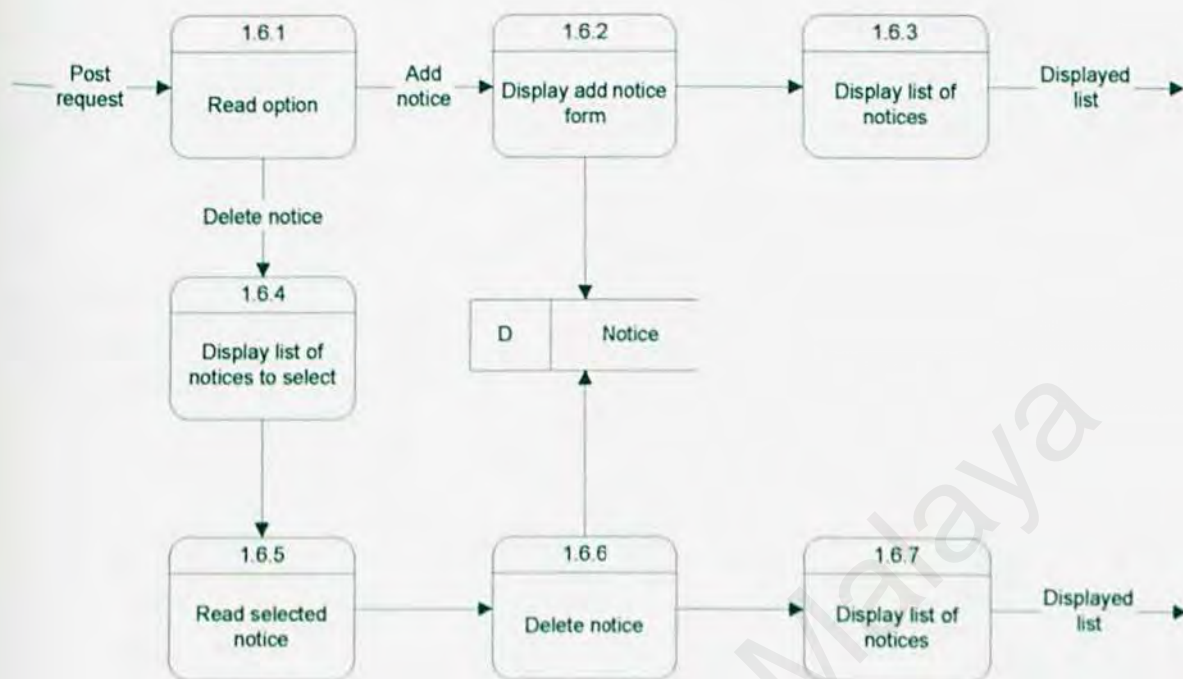 1.6.1
Read option
1.6.2
Display add notice
form
1.6.3
Display list of
notices
Post
request
Add
notice
Displayed
list
Delete notice
1.6.4
Display list of
notices to select
D
Notice
1.6.5
Read selected
notice
1.6.6
Delete notice
1.6.7
Display list of
notices
Displayed
list
Malaya